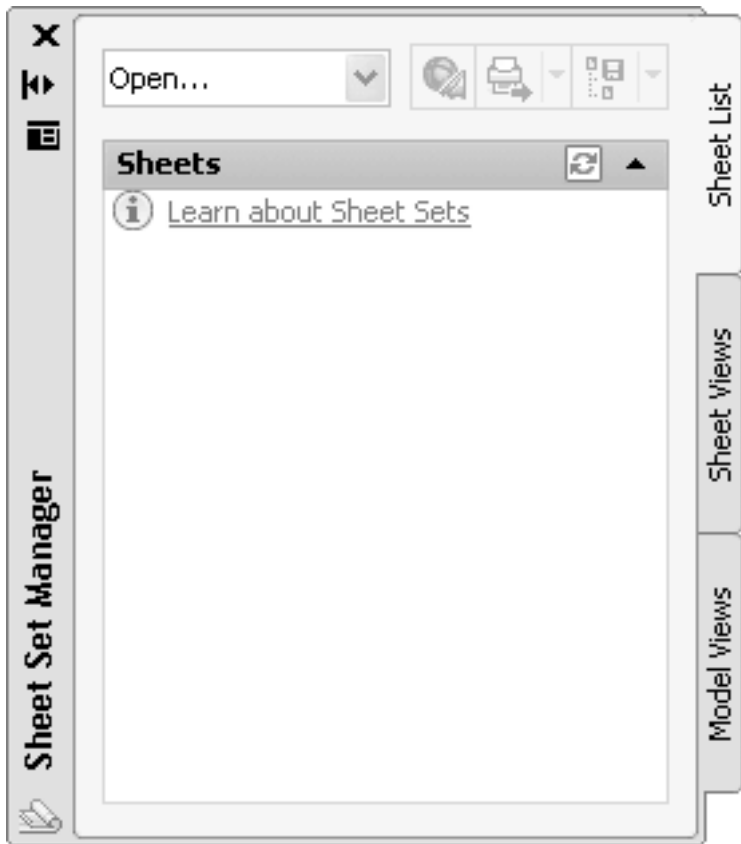 Open...
Sheets
Learn about Sheet Sets
Sheet List
Sheet Views
Model Views
Sheet Set Manager